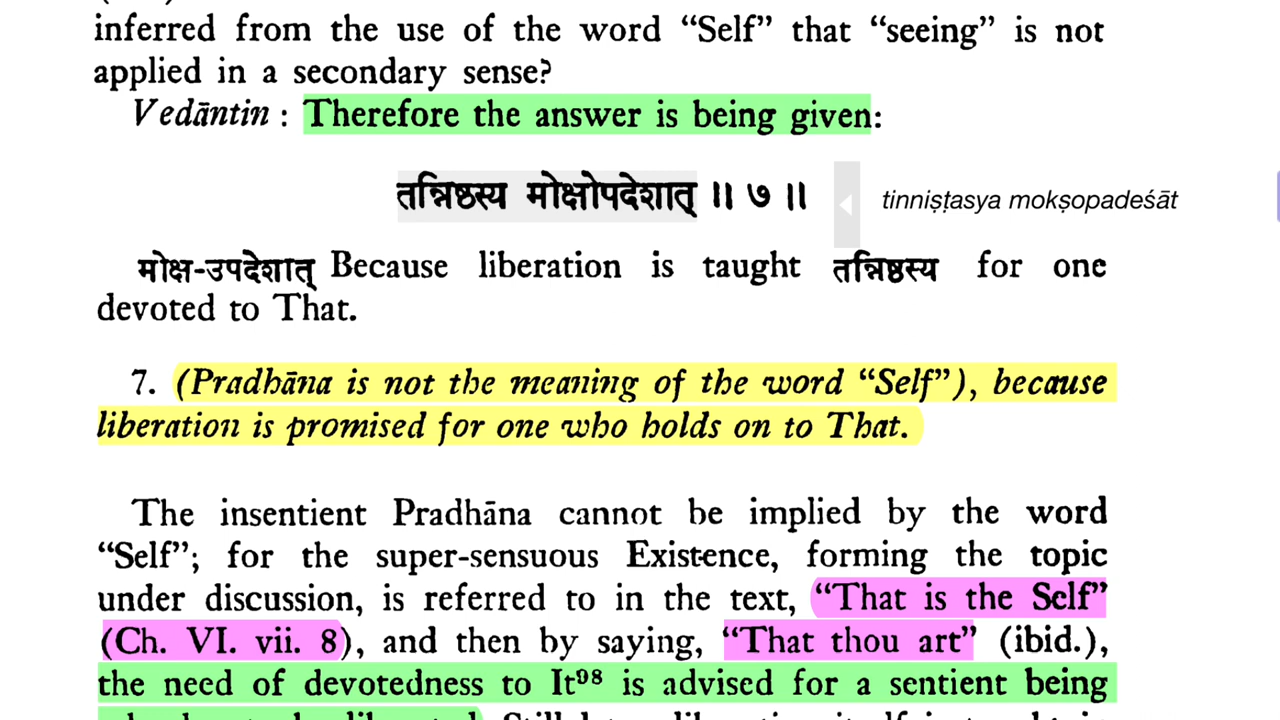 inferred from the use of the word “Self” that “seeing” is not
applied in a secondary sense?
Vedāntin : Therefore the answer is being given:
तन्निष्ठस्य मोक्षोपदेशात् ॥ ७ ॥
tinniṣṭasya mokṣopadeśāt
मोक्ष-उपदेशात् Because liberation is taught तन्निष्ठस्य for one
devoted to That.
7. (Pradhāna is not the meaning of the word “Self”), because
liberation is promised for one who holds on to That.
The insentient Pradhāna cannot be implied by the word
“Self”; for the super-sensuous Existence, forming the topic
under discussion, is referred to in the text, “That is the Self”
(Ch. VI. vii. 8), and then by saying, “That thou art” (ibid.),
the need of devotedness to It⁹⁸ is advised for a sentient being